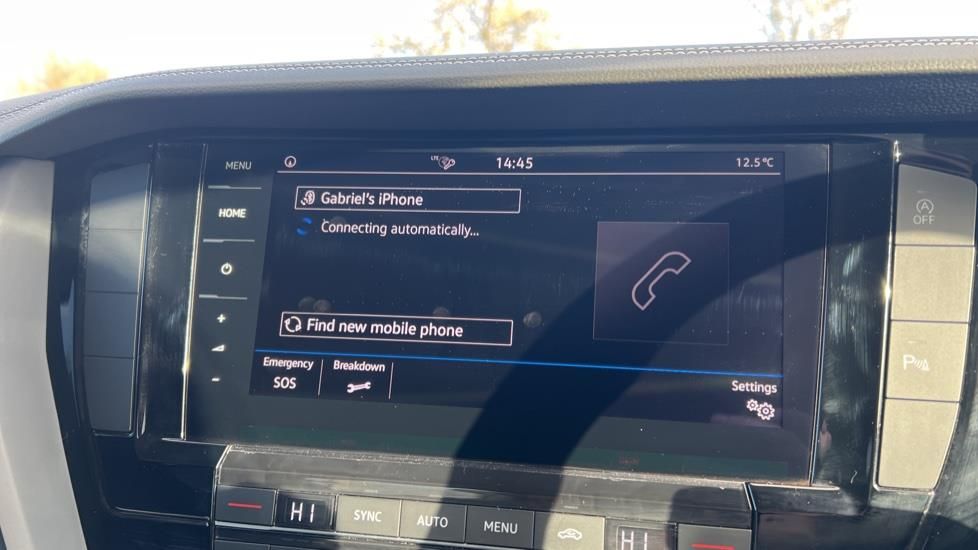 MENU
LTE 14:45 12.5°C
HOME
Gabriel's iPhone
Connecting automatically...
Find new mobile phone
+
-
Emergency
SOS
Breakdown
Settings
A
OFF
P
HI SYNC AUTO MENU HI